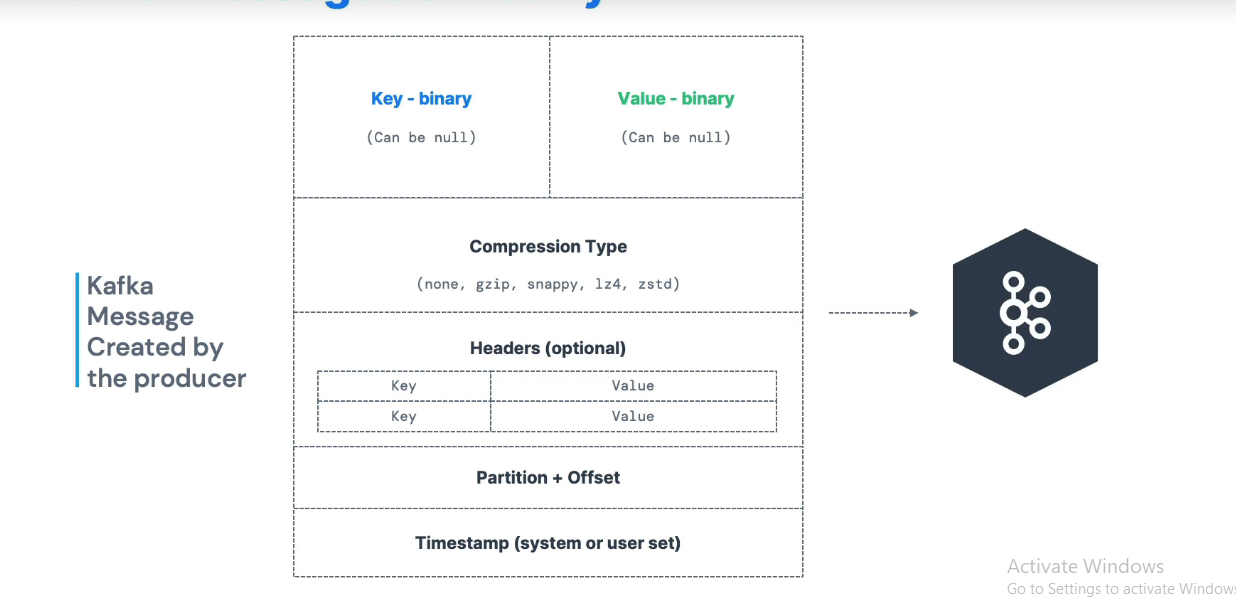 Key - binary
Value - binary
(Can be null)
(Can be null)
Compression Type
(none, gzip, snappy, lz4, zstd)
Kafka
Message
Created by
the producer
Headers (optional)
Key
Value
Key
Value
Partition + Offset
Timestamp (system or user set)
Activate Windows
Go to Settings to activate Windows